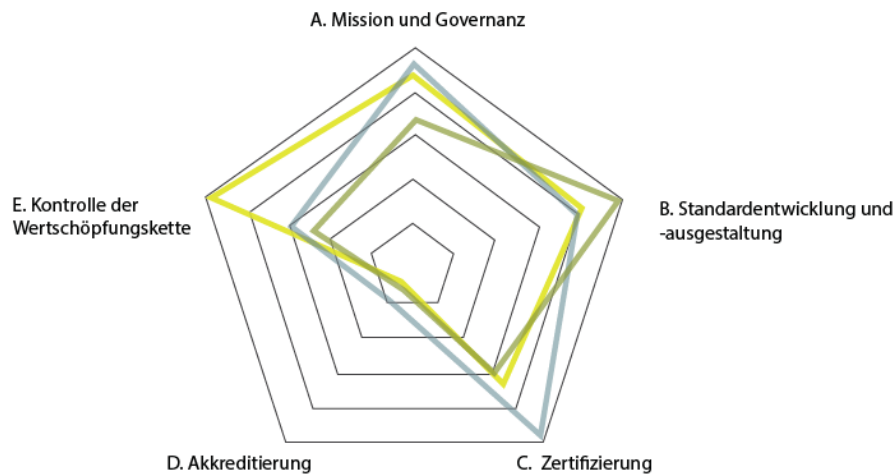 A. Mission und Governanz
E. Kontrolle der
Wertschöpfungskette
B. Standardentwicklung und
-ausgestaltung
D. Akkreditierung
C. Zertifizierung